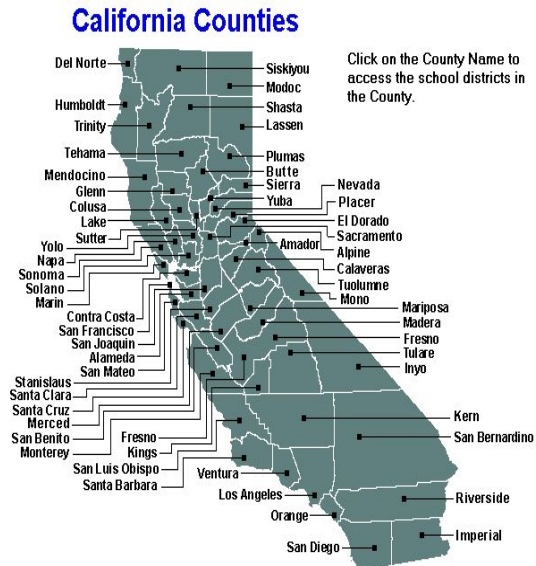 California Counties
Click on the County Name to
access the school districts in
the County.
Del Norte
Siskiyou
Modoc
Humboldt
Shasta
Trinity
Lassen
Tehama
Plumas
Mendocino
Butte
Sierra
Nevada
Glenn
Yuba
Placer
Colusa
El Dorado
Lake
Sacramento
Sutter
Amador
Alpine
Yolo
Napa
Calaveras
Sonoma
Tuolumne
Solano
Mono
Marin
Contra Costa
Mariposa
San Francisco
Madera
San Joaquin
Fresno
Alameda
Tulare
San Mateo
Inyo
Stanislaus
Santa Clara
Santa Cruz
Merced
Kern
San Benito
Fresno
San Bernardino
Monterey
Kings
San Luis Obispo
Ventura
Santa Barbara
Los Angeles
Riverside
Orange
Imperial
San Diego